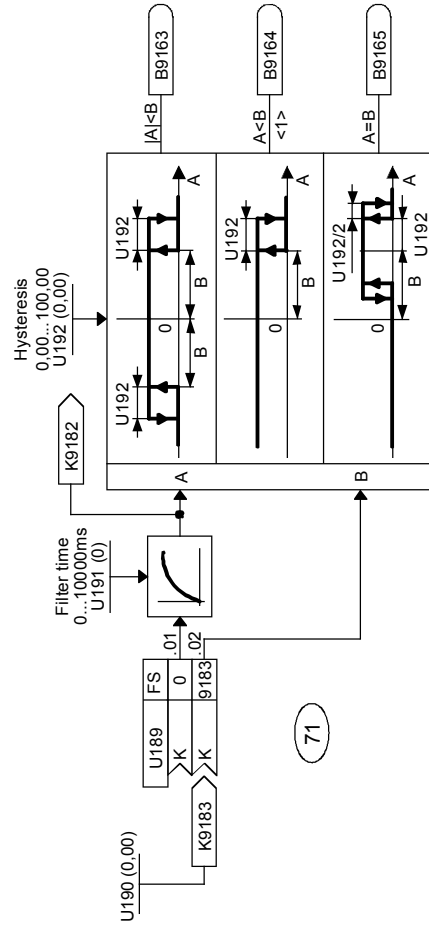 U190 (0,00)
K9183
U189
FS
K
0
.01
K
9183
.02
71
Filter time
0...10000ms
U191 (0)
K9182
Hysteresis
0,00...100,00
U192 (0,00)
A
B
U192
U192
A
B
B
0
|A|<B
B9163
U192
A
B
0
A<B
<1>
B9164
U192/2
A
B
U192
0
A=B
B9165